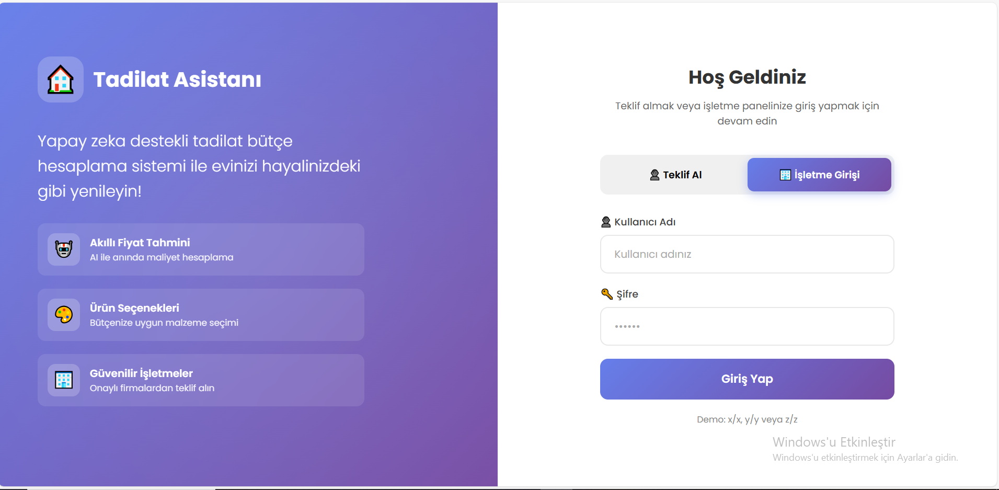 Tadilat Asistanı
Yapay zeka destekli tadilat bütçe
hesaplama sistemi ile evinizi hayalinizdeki
gibi yenileyin!
Akıllı Fiyat Tahmini
AI ile anında maliyet hesaplama
Ürün Seçenekleri
Bütçenize uygun malzeme seçimi
Güvenilir İşletmeler
Onaylı firmalardan teklif alın
Hoş Geldiniz
Teklif almak veya işletme panelinize giriş yapmak için
devam edin
Teklif Al
İşletme Girişi
Kullanıcı Adı
Kullanıcı adınız
Şifre
••••••
Giriş Yap
Demo: x/x, y/y veya z/z
Windows'u Etkinleştir
Windows'u etkinleştirmek için Ayarlar'a gidin.